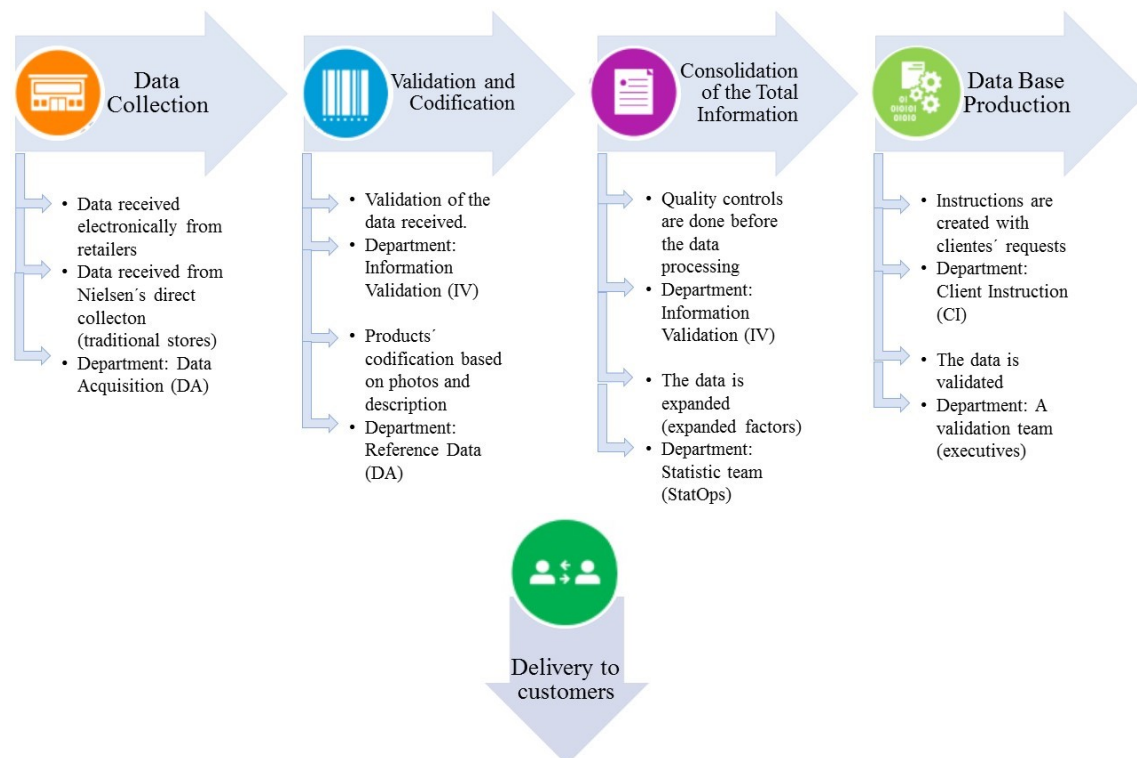 Data
Collection
• Data received
electronically from
retailers
• Data received from
Nielsen´s direct
collecton
(traditional stores)
• Department: Data
Acquisition (DA)
Validation and
Codification
• Validation of the
data received.
• Department:
Information
Validation (IV)
• Products´
codification based
on photos and
description
• Department:
Reference Data
(DA)
Consolidation
of the Total
Information
• Quality controls
are done before
the data
processing
• Department:
Information
Validation (IV)
• The data is
expanded
(expanded factors)
• Department:
Statistic team
(StatOps)
01
010101
010110
Data Base
Production
• Instructions are
created with
clientes´ requests
• Department:
Client Instruction
(CI)
• The data is
validated
• Department: A
validation team
(executives)
Delivery to
customers